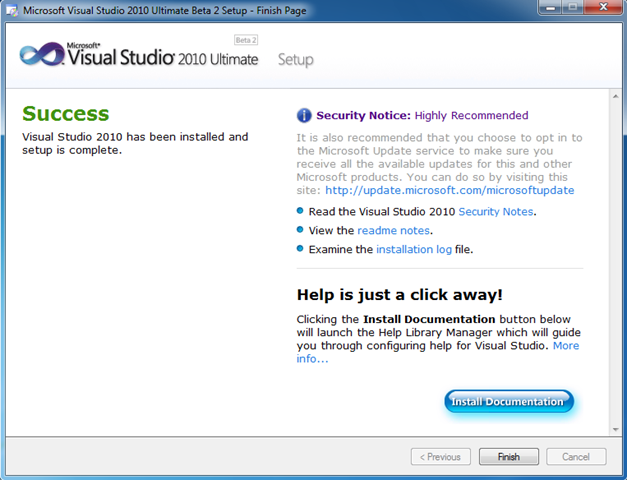 Microsoft Visual Studio 2010 Ultimate Beta 2 Setup - Finish Page
Beta 2
Microsoft®
Visual Studio® 2010 Ultimate Setup
Success
Visual Studio 2010 has been installed and
setup is complete.
Security Notice: Highly Recommended
It is also recommended that you choose to opt in to
the Microsoft Update service to make sure you
receive all the available updates for this and other
Microsoft products. You can do so by visiting this
site: http://update.microsoft.com/microsoftupdate
Read the Visual Studio 2010 Security Notes.
View the readme notes.
Examine the installation log file.
Help is just a click away!
Clicking the Install Documentation button below
will launch the Help Library Manager which will guide
you through configuring help for Visual Studio. More
info...
Install Documentation
< Previous
Finish
Cancel